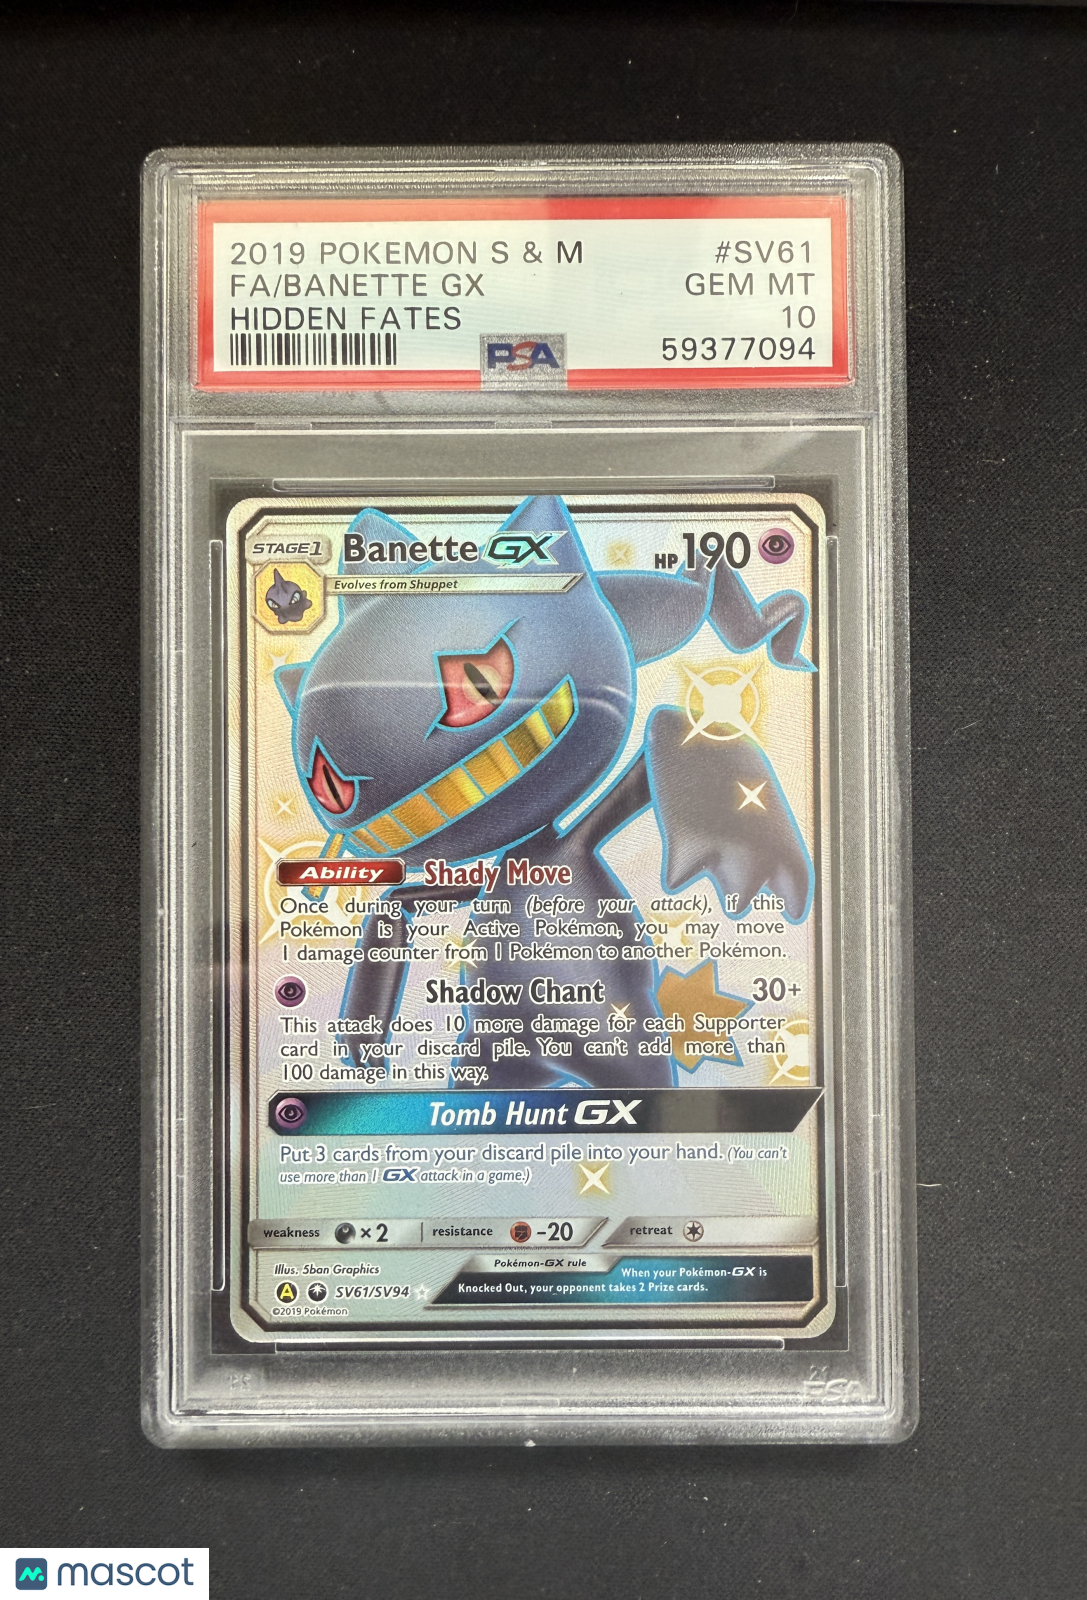 2019 POKEMON S & M #SV61
FA/BANETTE GX GEM MT
HIDDEN FATES 10
PSA 59377094
STAGE1 Banette GX HP 190
Evolves from Shuppet
Ability Shady Move
Once during your turn (before your attack), if this
Pokémon is your Active Pokémon, you may move
1 damage counter from 1 Pokémon to another Pokémon.
Shadow Chant 30+
This attack does 10 more damage for each Supporter
card in your discard pile. You can't add more than
100 damage in this way.
Tomb Hunt GX
Put 3 cards from your discard pile into your hand. (You can't
use more than 1 GX attack in a game.)
weakness ×2 resistance -20 retreat
Illus. 5ban Graphics
Pokémon-GX rule
When your Pokémon-GX is
Knocked Out, your opponent takes 2 Prize cards.
A SV61/SV94
©2019 Pokémon
PSA
mascot